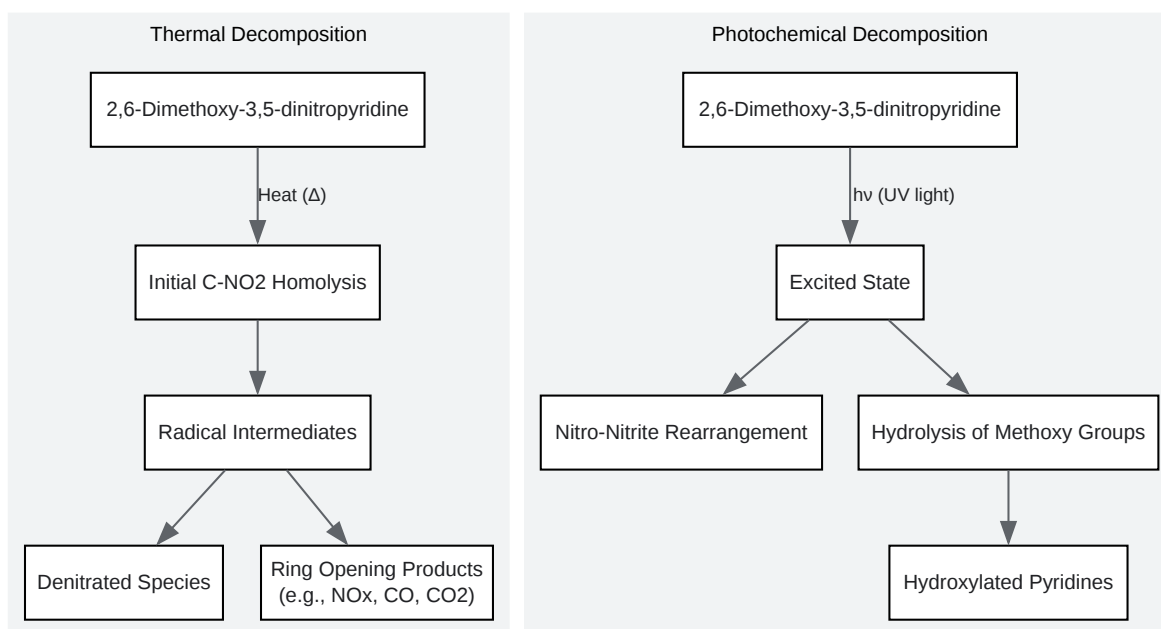 Thermal Decomposition
2,6-Dimethoxy-3,5-dinitropyridine
Heat (Δ)
Initial C-NO2 Homolysis
Radical Intermediates
Denitrated Species
Ring Opening Products
(e.g., NOx, CO, CO2)
Photochemical Decomposition
2,6-Dimethoxy-3,5-dinitropyridine
hν (UV light)
Excited State
Nitro-Nitrite Rearrangement
Hydrolysis of Methoxy Groups
Hydroxylated Pyridines